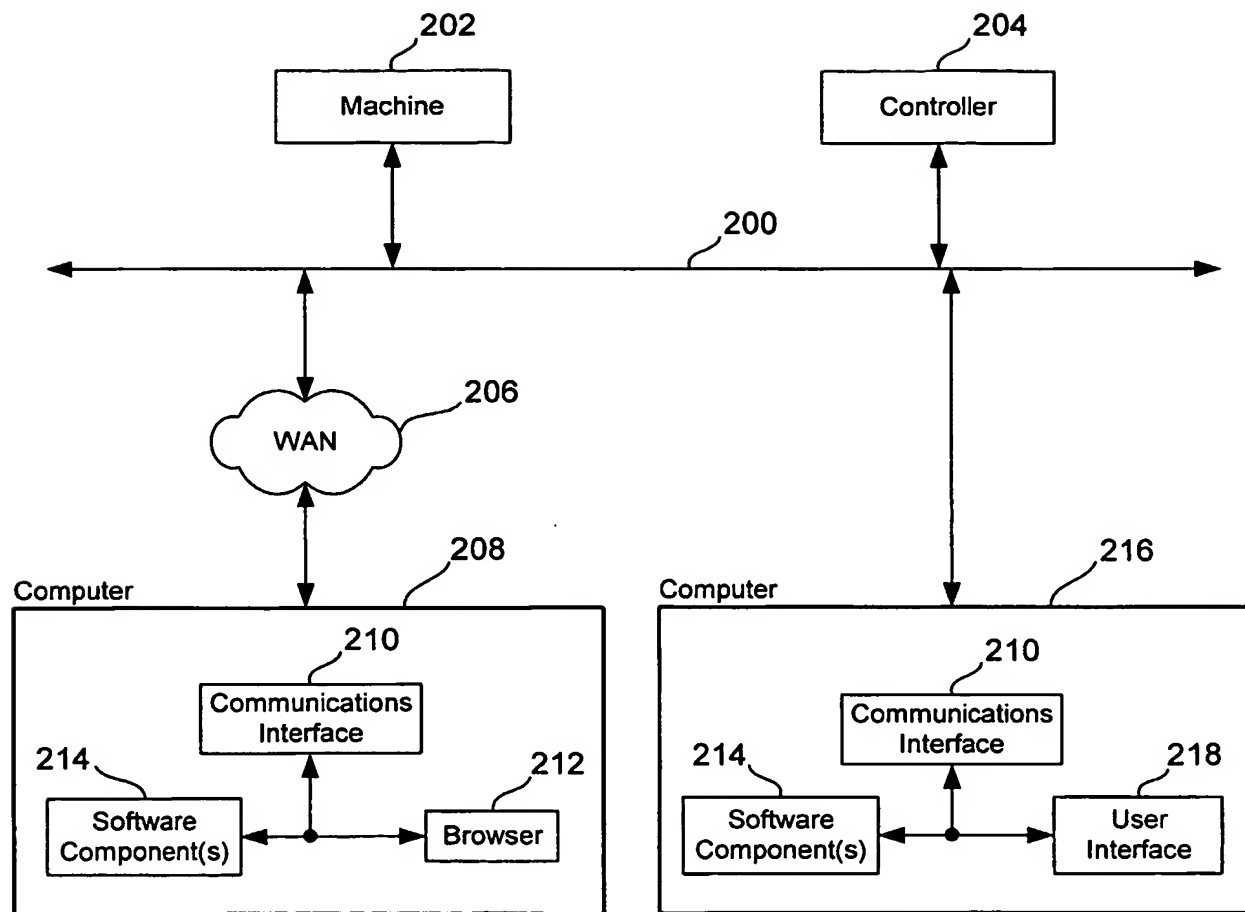 202
204
Machine
Controller
200
206
WAN
208
216
Computer
Computer
210
Communications
Interface
214
212
Software
Component(s)
Browser
210
Communications
Interface
214
218
Software
Component(s)
User
Interface